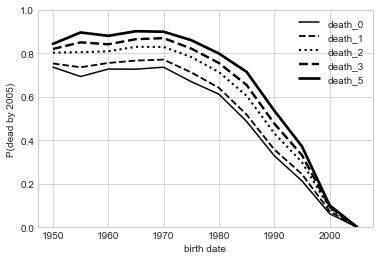 1.0
0.8
0.6
0.4
0.2
0.0
P(dead by 2005)
death_0
death_1
death_2
death_3
death_5
1950 1960 1970 1980 1990 2000
birth date